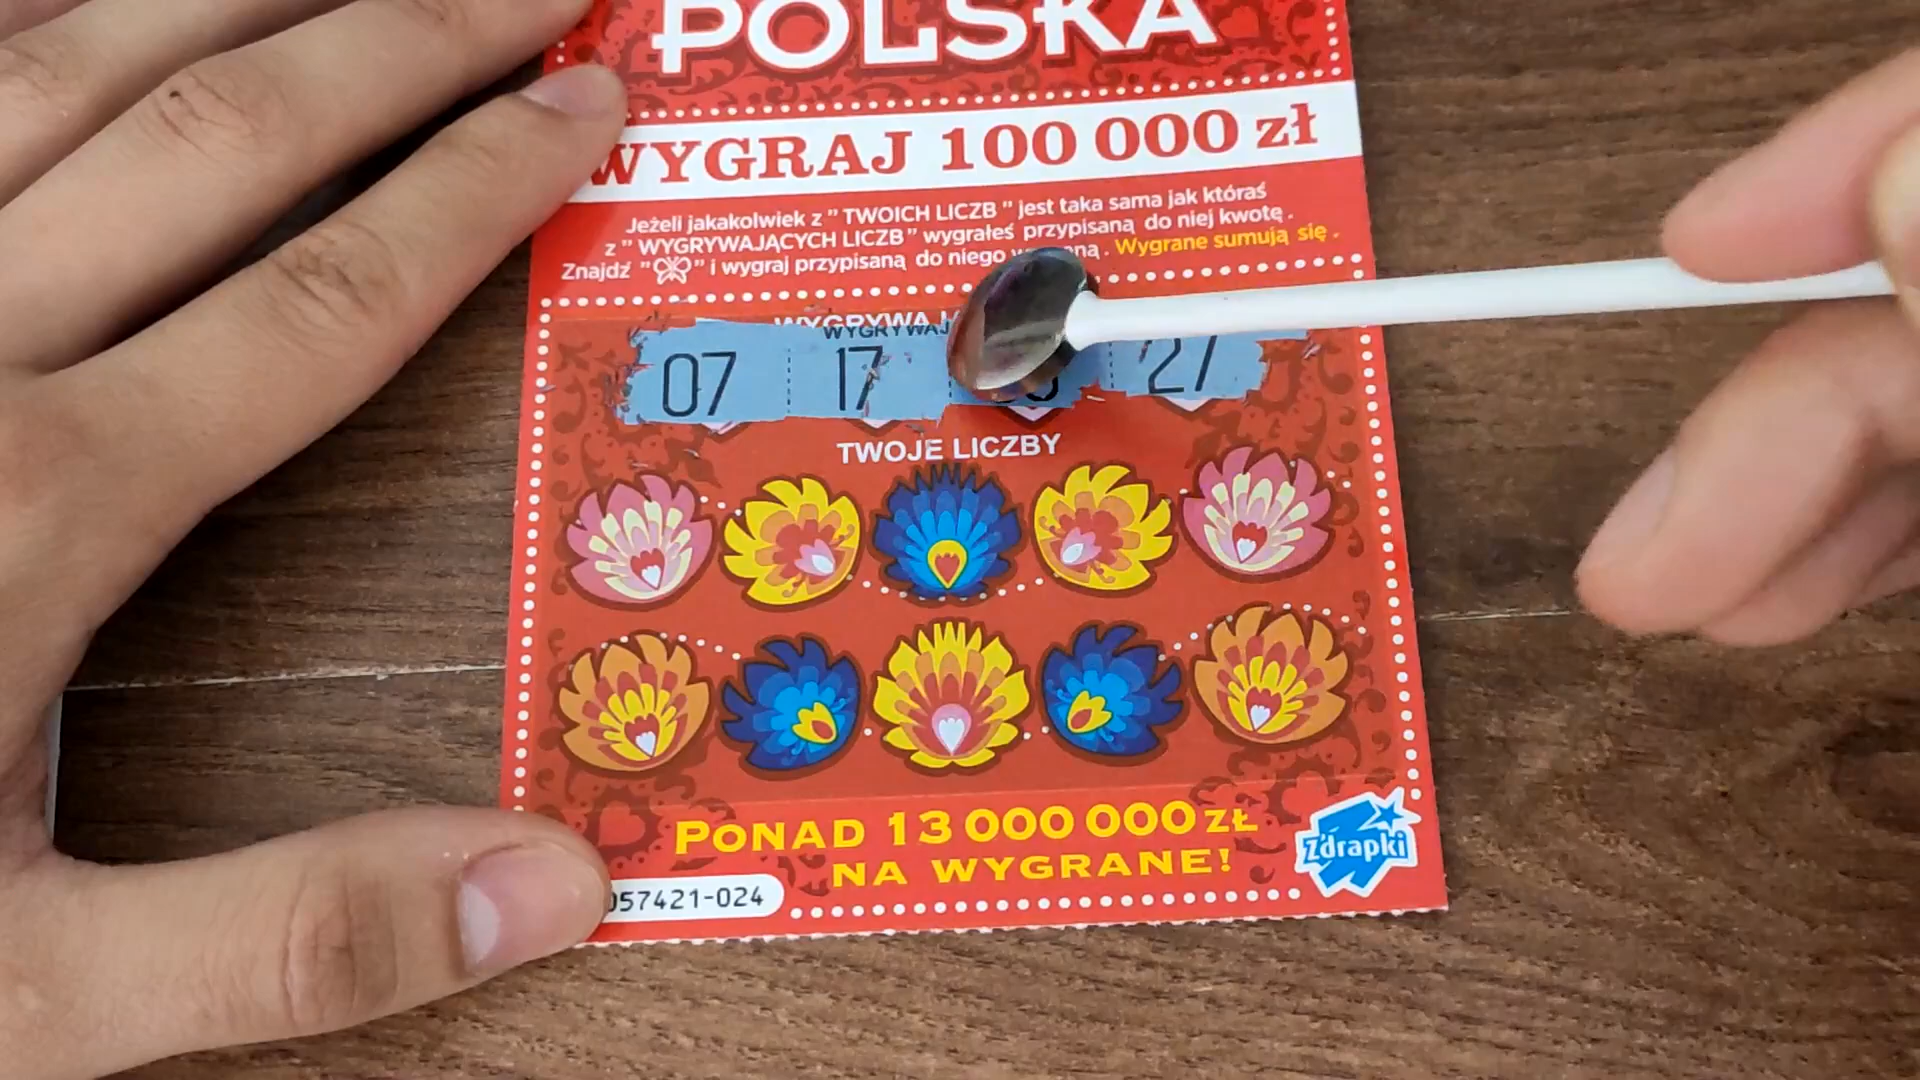 POLSKA
WYGRAJ 100 000 zł
Jeżeli jakakolwiek z " TWOICH LICZB " jest taka sama jak któraś
z " WYGRYWAJĄCYCH LICZB " wygrałeś przypisaną do niej kwotę .
Znajdź " " i wygraj przypisaną do niego . Wygrane sumują się .
07 17 27
TWOJE LICZBY
PONAD 13 000 000 ZŁ
NA WYGRANE!
Zdrapki
057421-024